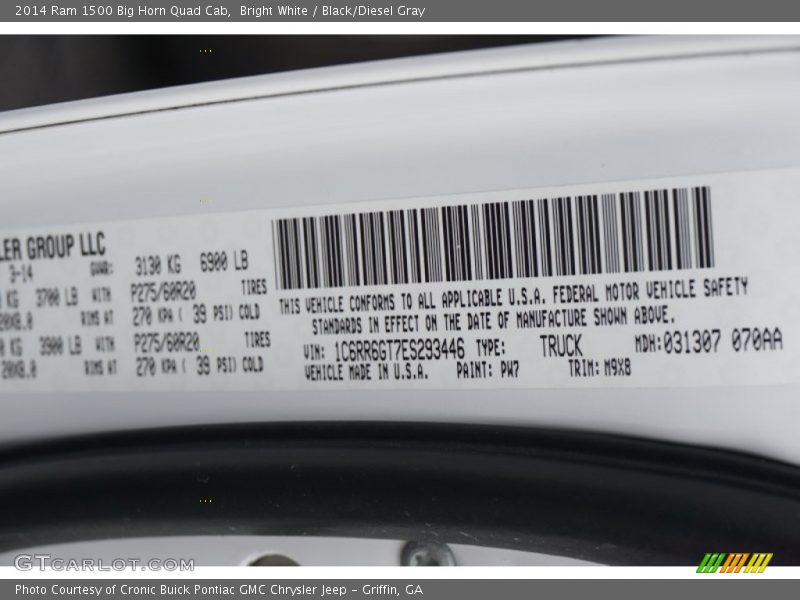 2014 Ram 1500 Big Horn Quad Cab, Bright White / Black/Diesel Gray
LER GROUP LLC
3-14 GVWR: 3130 KG 6900 LB
KG 3700 LB WITH P275/60R20 TIRES
20X8.0 RIMS AT 270 KPA ( 39 PSI) COLD
0 KG 3900 LB WITH P275/60R20 TIRES
20X8.0 RIMS AT 270 KPA ( 39 PSI) COLD
THIS VEHICLE CONFORMS TO ALL APPLICABLE U.S.A. FEDERAL MOTOR VEHICLE SAFETY
STANDARDS IN EFFECT ON THE DATE OF MANUFACTURE SHOWN ABOVE.
VIN: 1C6RR6GT7ES293446 TYPE: TRUCK MDH:031307 070AA
VEHICLE MADE IN U.S.A. PAINT: PW7 TRIM: M9X8
GTCARLOT.COM
Photo Courtesy of Cronic Buick Pontiac GMC Chrysler Jeep - Griffin, GA